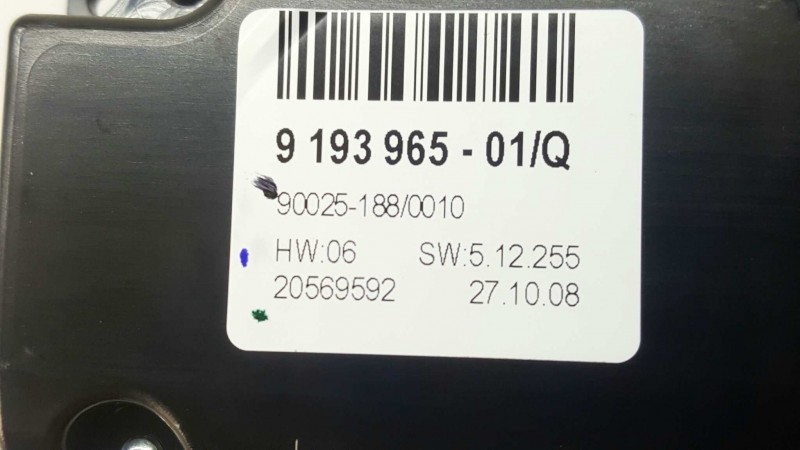 9 193 965 - 01/Q
90025-188/0010
HW:06 SW:5.12.255
20569592 27.10.08